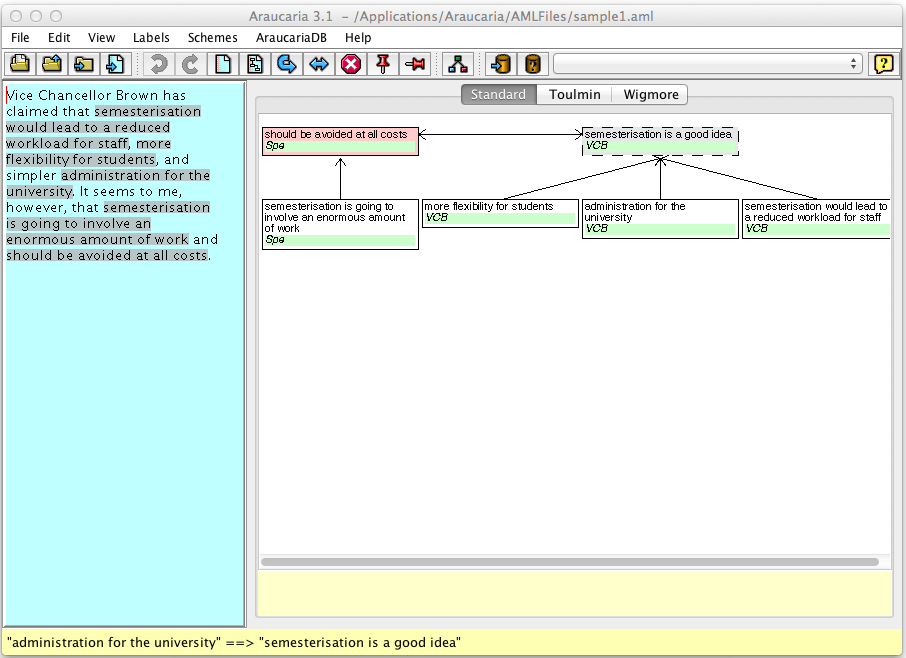 Araucaria 3.1 – /Applications/Araucaria/AMLFiles/sample1.aml
File Edit View Labels Schemes AraucariaDB Help
Vice Chancellor Brown has
claimed that semesterisation
would lead to a reduced
workload for staff, more
flexibility for students, and
simpler administration for the
university. It seems to me,
however, that semesterisation
is going to involve an
enormous amount of work and
should be avoided at all costs.
Standard Toulmin Wigmore
should be avoided at all costs
Spe
semesterisation is a good idea
VCB
semesterisation is going to
involve an enormous amount
of work
Spe
more flexibility for students
VCB
administration for the
university
VCB
semesterisation would lead to
a reduced workload for staff
VCB
"administration for the university" ==> "semesterisation is a good idea"